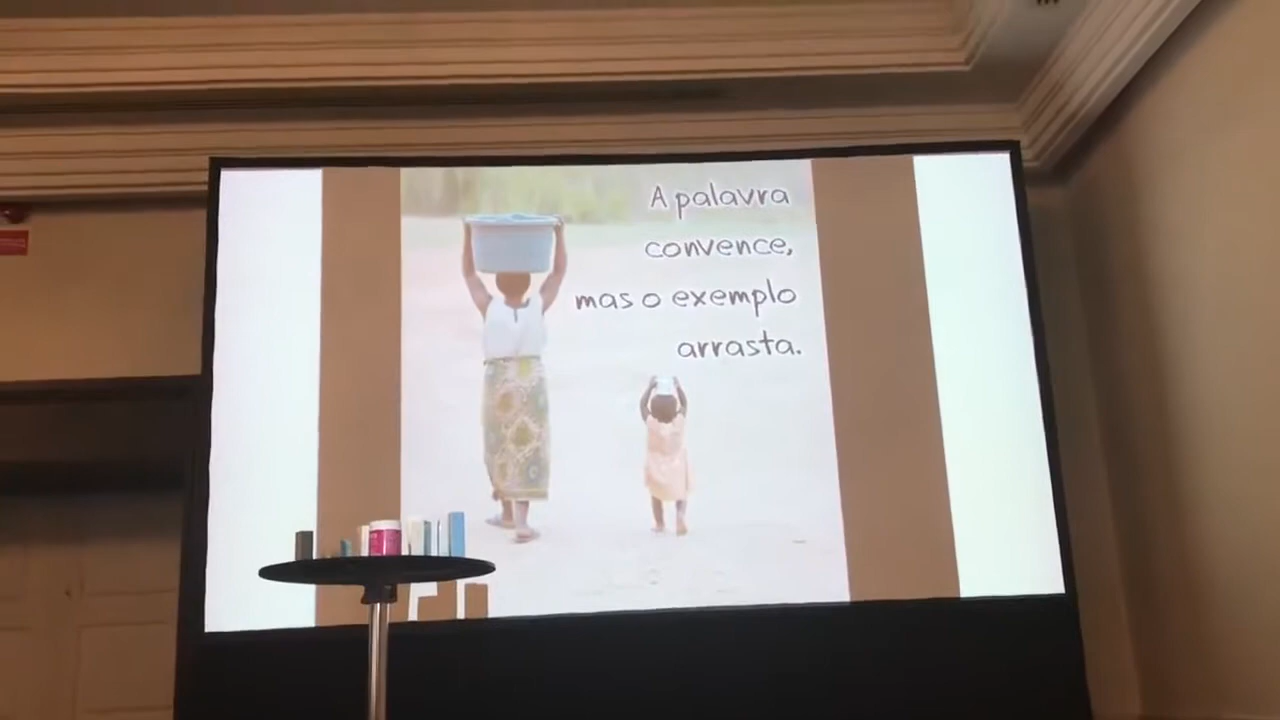 A palavra
convence,
mas o exemplo
arrasta.